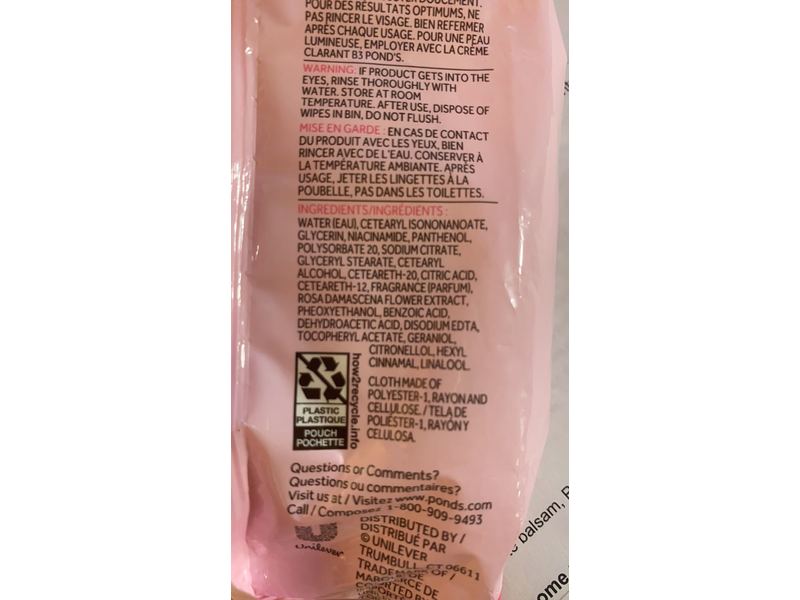 DOUCEMENT.
POUR DES RÉSULTATS OPTIMUMS, NE
PAS RINCER LE VISAGE. BIEN REFERMER
APRÈS CHAQUE USAGE. POUR UNE PEAU
LUMINEUSE, EMPLOYER AVEC LA CRÈME
CLARANT B3 POND'S.
WARNING: IF PRODUCT GETS INTO THE
EYES, RINSE THOROUGHLY WITH
WATER. STORE AT ROOM
TEMPERATURE. AFTER USE, DISPOSE OF
WIPES IN BIN, DO NOT FLUSH.
MISE EN GARDE : EN CAS DE CONTACT
DU PRODUIT AVEC LES YEUX, BIEN
RINCER AVEC DE L'EAU. CONSERVER À
LA TEMPÉRATURE AMBIANTE. APRÈS
USAGE, JETER LES LINGETTES À LA
POUBELLE, PAS DANS LES TOILETTES.
INGREDIENTS/INGRÉDIENTS :
WATER (EAU), CETEARYL ISONONANOATE,
GLYCERIN, NIACINAMIDE, PANTHENOL,
POLYSORBATE 20, SODIUM CITRATE,
GLYCERYL STEARATE, CETEARYL
ALCOHOL, CETEARETH-20, CITRIC ACID,
CETEARETH-12, FRAGRANCE (PARFUM),
ROSA DAMASCENA FLOWER EXTRACT,
PHEOXYETHANOL, BENZOIC ACID,
DEHYDROACETIC ACID, DISODIUM EDTA,
TOCOPHERYL ACETATE, GERANIOL,
CITRONELLOL, HEXYL
CINNAMAL, LINALOOL.
CLOTH MADE OF
POLYESTER-1, RAYON AND
CELLULOSE. / TELA DE
POLIÉSTER-1, RAYÓN Y
CELULOSA.
how2recycle.info
PLASTIC
PLASTIQUE
POUCH
POCHETTE
Questions or Comments?
Questions ou commentaires?
Visit us at / Visitez www.ponds.com
Call / Composez 1-800-909-9493
Unilever
DISTRIBUTED BY /
DISTRIBUÉ PAR
© UNILEVER
TRUMBULL, CT 06611
TRADEMARK OF /
DE
balsam,